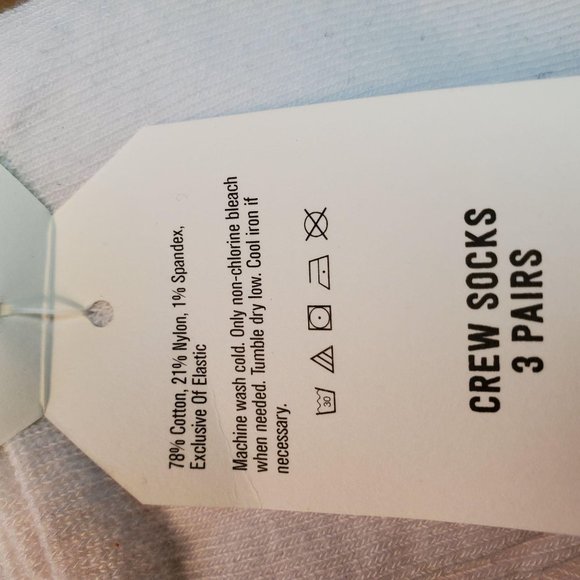 78% Cotton, 21% Nylon, 1% Spandex,
Exclusive Of Elastic
Machine wash cold. Only non-chlorine bleach
when needed. Tumble dry low. Cool iron if
necessary.
30
CREW SOCKS
3 PAIRS